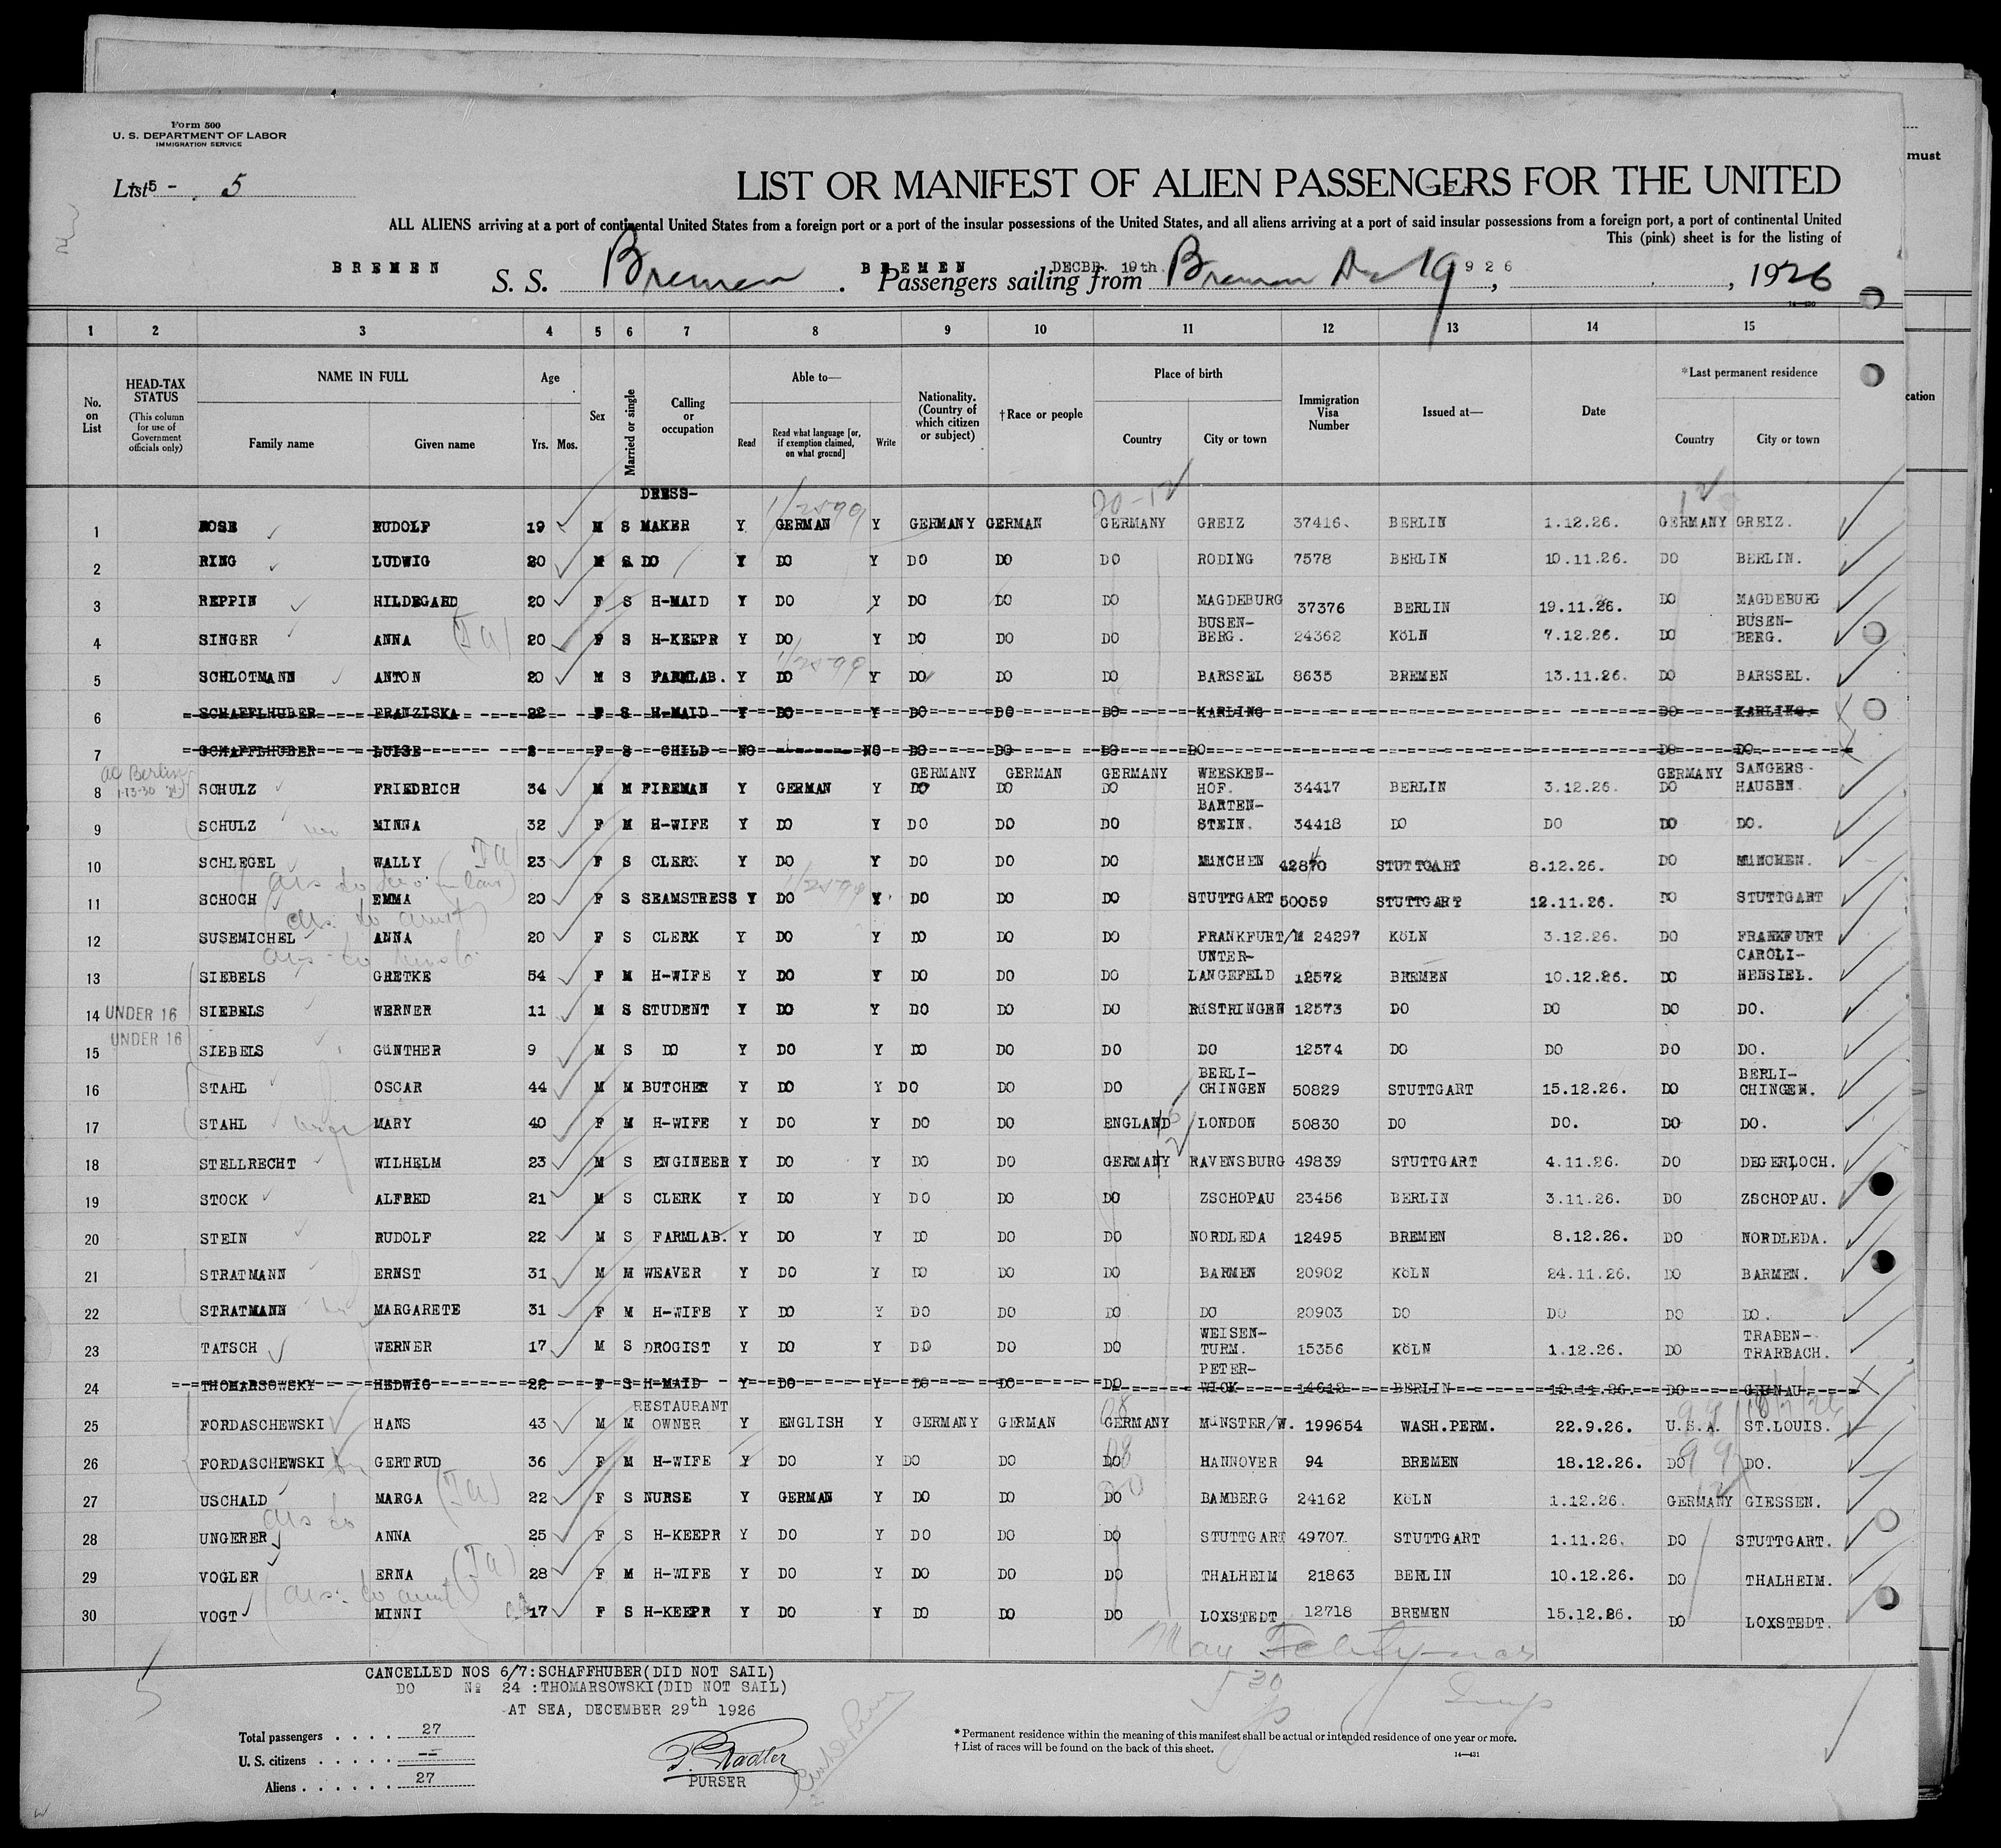 Form 500
U. S. DEPARTMENT OF LABOR
IMMIGRATION SERVICE
must
List 5 - 5
LIST OR MANIFEST OF ALIEN PASSENGERS FOR THE UNITED
ALL ALIENS arriving at a port of continental United States from a foreign port or a port of the insular possessions of the United States, and all aliens arriving at a port of said insular possessions from a foreign port, a port of continental United
This (pink) sheet is for the listing of
BREMEN S. S. Bremen . BREMEN DECBR. 19th. 1926 Passengers sailing from Bremen Dec 19, , 1926
14—430
1 2 3 4 5 6 7 8 9 10 11 12 13 14 15
No. on List
HEAD-TAX STATUS (This column for use of Government officials only)
NAME IN FULL Family name Given name
Age Yrs. Mos.
Sex
Married or single
Calling or occupation
Able to— Read Read what language [or, if exemption claimed, on what ground] Write
Nationality. (Country of which citizen or subject)
†Race or people
Place of birth Country City or town
Immigration Visa Number
Issued at—
Date
*Last permanent residence Country City or town
cation
1 ROSE RUDOLF 19 M S DRESS-MAKER Y GERMAN Y GERMANY GERMAN GERMANY GREIZ 37416. BERLIN 1.12.26. GERMANY GREIZ.
2 RING LUDWIG 20 M S DO Y DO Y DO DO DO RODING 7578 BERLIN 10.11.26. DO BERLIN.
3 REPPIN HILDEGARD 20 F S H-MAID Y DO Y DO DO DO MAGDEBURG 37376 BERLIN 19.11.26. DO MAGDEBURG
4 SINGER ANNA 20 F S H-KEEPR Y DO Y DO DO DO BUSEN-BERG. 24362 KöLN 7.12.26. DO BUSEN-BERG.
5 SCHLOTMANN ANTON 20 M S FARMLAB. Y DO Y DO DO DO BARSSEL 8635 BREMEN 13.11.26. DO BARSSEL.
6 SCHAFFLHUBER FRANZISKA 22 F S H-MAID Y DO Y DO DO DO KARLING DO KARLING.
7 SCHAFFLHUBER LUISE F S CHILD NO NO DO DO DO DO DO DO
8 SCHULZ FRIEDRICH 34 M M FIREMAN Y GERMAN Y GERMANY DO GERMAN DO GERMANY DO WEESKEN-HOF. 34417 BERLIN 3.12.26. GERMANY DO SANGERS-HAUSEN.
9 SCHULZ MINNA 32 F M H-WIFE Y DO Y DO DO DO BARTEN-STEIN. 34418 DO DO DO DO.
10 SCHLEGEL WALLY 23 F S CLERK Y DO Y DO DO DO MüNCHEN 42870 STUTTGART 8.12.26. DO MüNCHEN.
11 SCHOCH EMMA 20 F S SEAMSTRESS Y DO Y DO DO DO STUTTGART 50059 STUTTGART 12.11.26. DO STUTTGART
12 SUSEMICHEL ANNA 20 F S CLERK Y DO Y DO DO DO FRANKFURT/M 24297 KöLN 3.12.26. DO FRANKFURT
13 SIEBELS GRETKE 54 F M H-WIFE Y DO Y DO DO DO UNTER-LANGEFELD 12572 BREMEN 10.12.26. DO CAROLI-NENSIEL.
14 UNDER 16 SIEBELS WERNER 11 M S STUDENT Y DO Y DO DO DO RüSTRINGEN 12573 DO DO DO DO.
15 UNDER 16 SIEBELS GüNTHER 9 M S DO Y DO Y DO DO DO DO 12574 DO DO DO DO.
16 STAHL OSCAR 44 M M BUTCHER Y DO Y DO DO DO BERLI-CHINGEN 50829 STUTTGART 15.12.26. DO BERLI-CHINGEN.
17 STAHL MARY 40 F M H-WIFE Y DO Y DO DO ENGLAND LONDON 50830 DO DO. DO DO.
18 STELLRECHT WILHELM 23 M S ENGINEER Y DO Y DO DO GERMANY RAVENSBURG 49839 STUTTGART 4.11.26. DO DEGERLOCH.
19 STOCK ALFRED 21 M S CLERK Y DO Y DO DO DO ZSCHOPAU 23456 BERLIN 3.11.26. DO ZSCHOPAU.
20 STEIN RUDOLF 22 M S FARMLAB. Y DO Y DO DO DO NORDLEDA 12495 BREMEN 8.12.26. DO NORDLEDA.
21 STRATMANN ERNST 31 M M WEAVER Y DO Y DO DO DO BARMEN 20902 KöLN 24.11.26. DO BARMEN.
22 STRATMANN MARGARETE 31 F M H-WIFE Y DO Y DO DO DO DO 20903 DO DO DO DO.
23 TATSCH WERNER 17 M S DROGIST Y DO Y DO DO DO WEISEN-TURM. 15356 KöLN 1.12.26. DO TRABEN-TRARBACH.
24 THOMARSOWSKY HEDWIG 22 F S H-MAID Y DO Y DO DO DO PETER-WIOK 14612 BERLIN 12.11.26 DO
25 FORDASCHEWSKI HANS 43 M M RESTAURANT OWNER Y ENGLISH Y GERMANY GERMAN GERMANY MüNSTER/W. 199654 WASH.PERM. 22.9.26. U.S.A. ST.LOUIS.
26 FORDASCHEWSKI GERTRUD 36 F M H-WIFE Y DO Y DO DO DO HANNOVER 94 BREMEN 18.12.26. DO DO.
27 USCHALD MARGA 22 F S NURSE Y GERMAN Y DO DO DO BAMBERG 24162 KöLN 1.12.26. GERMANY GIESSEN.
28 UNGERER ANNA 25 F S H-KEEPR Y DO Y DO DO DO STUTTGART 49707 STUTTGART 1.11.26. DO STUTTGART.
29 VOGLER ERNA 28 F M H-WIFE Y DO Y DO DO DO THALHEIM 21863 BERLIN 10.12.26. DO THALHEIM.
30 VOGT MINNI 17 F S H-KEEPR Y DO Y DO DO DO LOXSTEDT 12718 BREMEN 15.12.26. DO LOXSTEDT.
CANCELLED NOS 6/7:SCHAFFHUBER(DID NOT SAIL)
DO № 24 :THOMARSOWSKI(DID NOT SAIL)
AT SEA, DECEMBER 29th 1926
Total passengers . . . . 27
U. S. citizens . . . . . --
Aliens . . . . . . 27
PURSER
* Permanent residence within the meaning of this manifest shall be actual or intended residence of one year or more.
† List of races will be found on the back of this sheet.
14—431